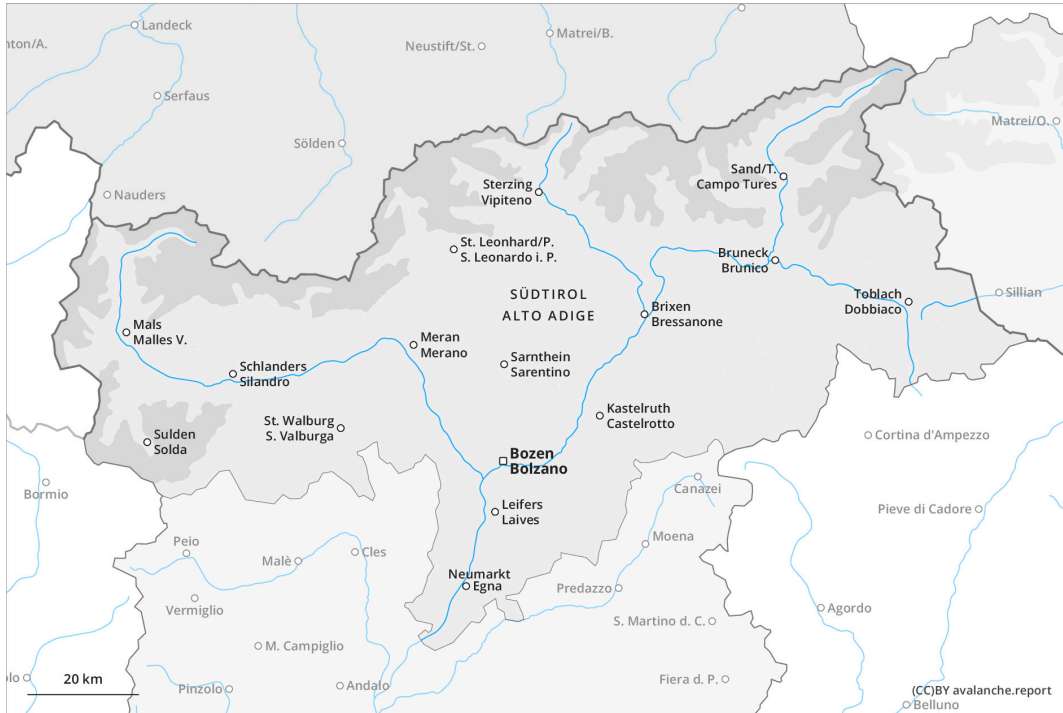 Landeck
nton/A.
Neustift/St.
Matrei/B.
Serfaus
Sölden
Matrei/O.
Nauders
Sand/T.
Campo Tures
Sterzing
Vipiteno
St. Leonhard/P.
S. Leonardo i. P.
Bruneck
Brunico
SÜDTIROL
ALTO ADIGE
Toblach
Dobbiaco
Sillian
Brixen
Bressanone
Mals
Malles V.
Meran
Merano
Sarnthein
Sarentino
Schlanders
Silandro
St. Walburg
S. Valburga
Kastelruth
Castelrotto
Sulden
Solda
Cortina d'Ampezzo
Bozen
Bolzano
Bormio
Canazei
Leifers
Laives
Pieve di Cadore
Peio
Malè
Cles
Moena
Neumarkt
Egna
Predazzo
Vermiglio
Agordo
S. Martino d. C.
M. Campiglio
olo
20 km
Pinzolo
Andalo
Fiera d. P.
(CC)BY avalanche.report
Belluno